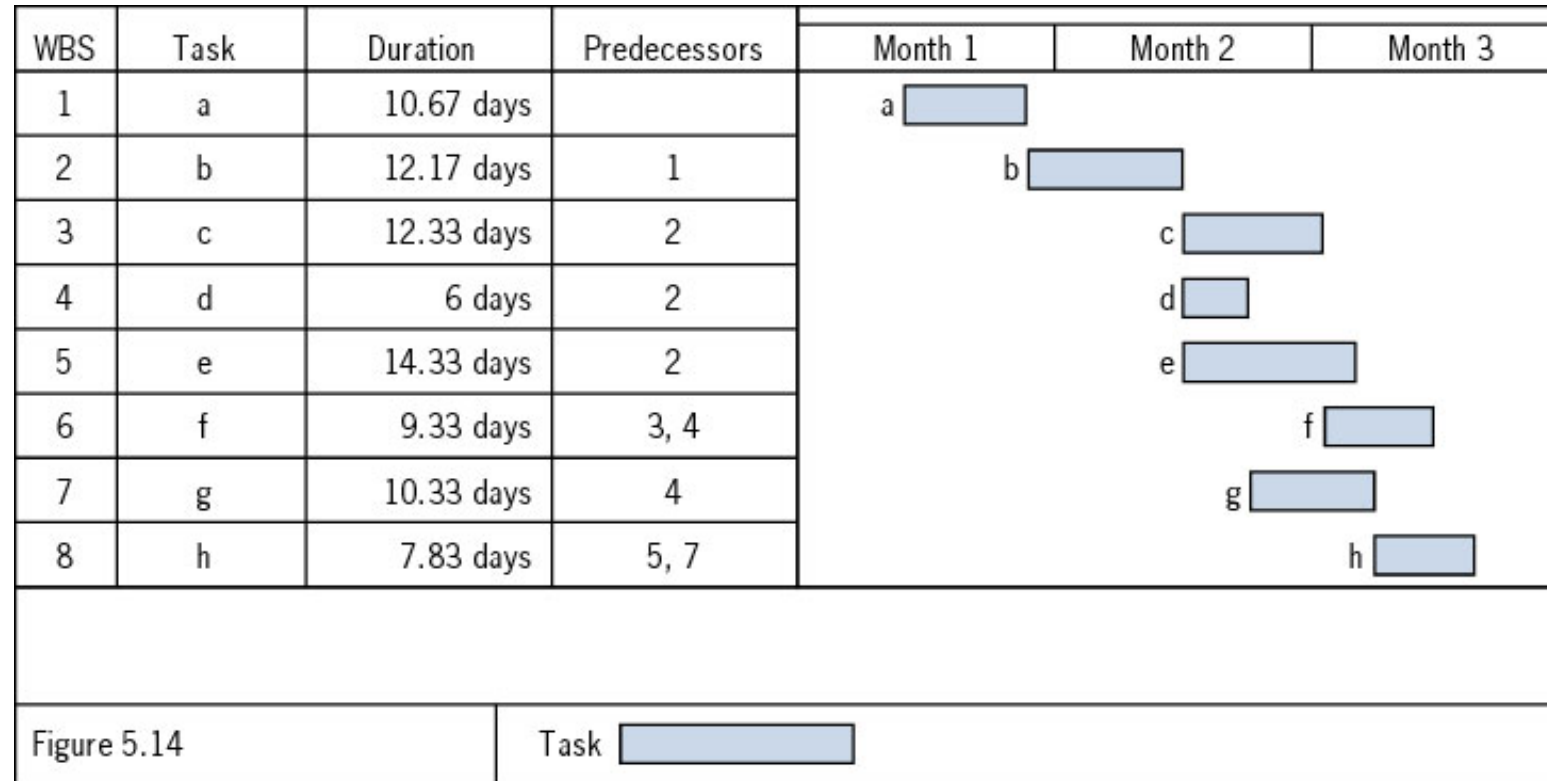 WBS Task Duration Predecessors Month 1 Month 2 Month 3
1 a 10.67 days a
2 b 12.17 days 1 b
3 c 12.33 days 2 c
4 d 6 days 2 d
5 e 14.33 days 2 e
6 f 9.33 days 3, 4 f
7 g 10.33 days 4 g
8 h 7.83 days 5, 7 h
Figure 5.14 Task